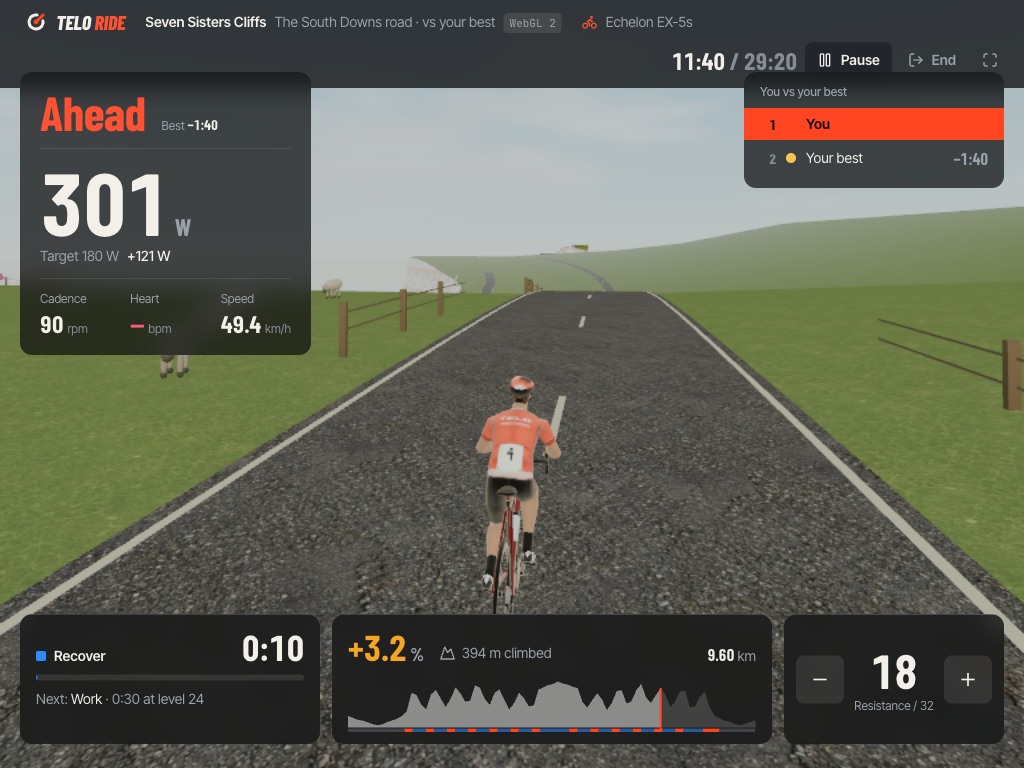 TELO RIDE Seven Sisters Cliffs The South Downs road · vs your best WebGL 2 Echelon EX-5s
11:40 / 29:20 Pause End
Ahead Best −1:40
301 W
Target 180 W +121 W
Cadence Heart Speed
90 rpm – bpm 49.4 km/h
You vs your best
1 You
2 Your best −1:40
TELO
4
Recover 0:10
Next: Work · 0:30 at level 24
+3.2 % 394 m climbed 9.60 km
− 18 +
Resistance / 32